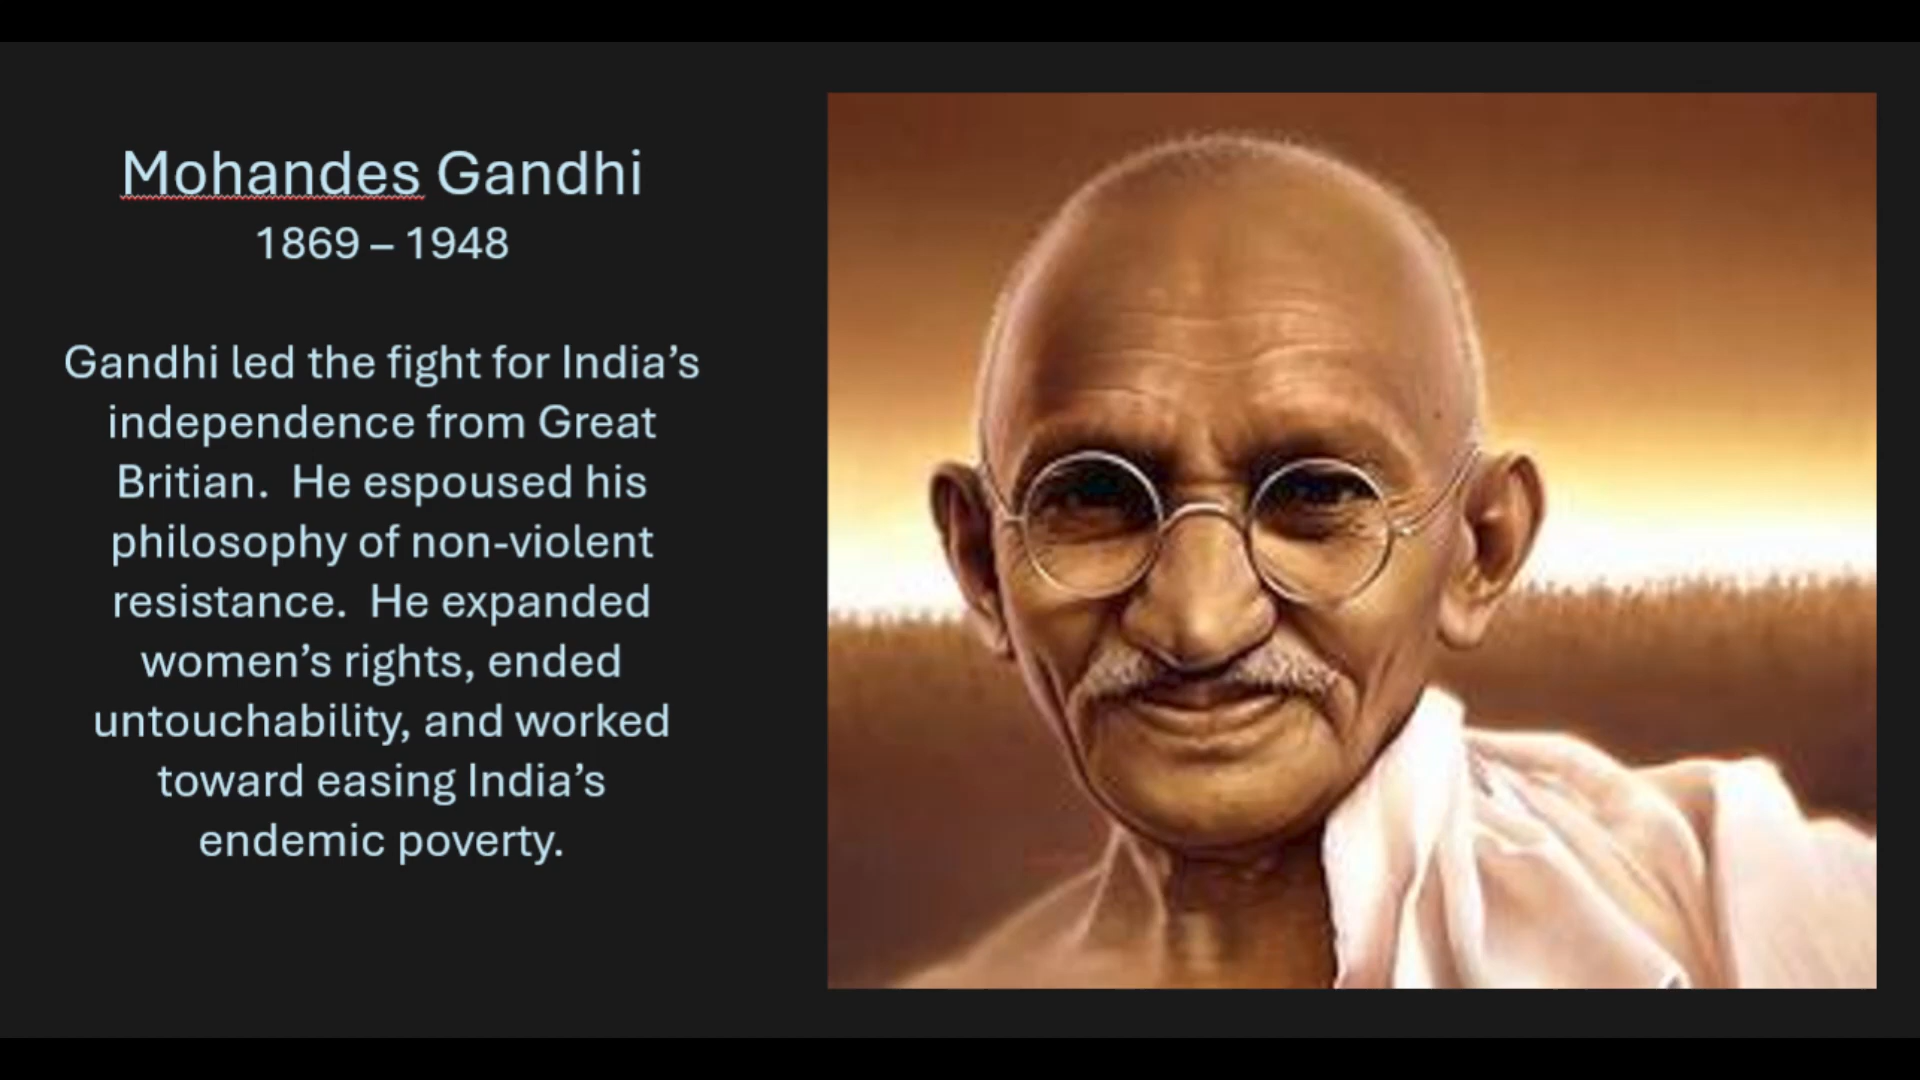 Mohandes Gandhi
1869 – 1948
Gandhi led the fight for India’s
independence from Great
Britian.  He espoused his
philosophy of non-violent
resistance.  He expanded
women’s rights, ended
untouchability, and worked
toward easing India’s
endemic poverty.